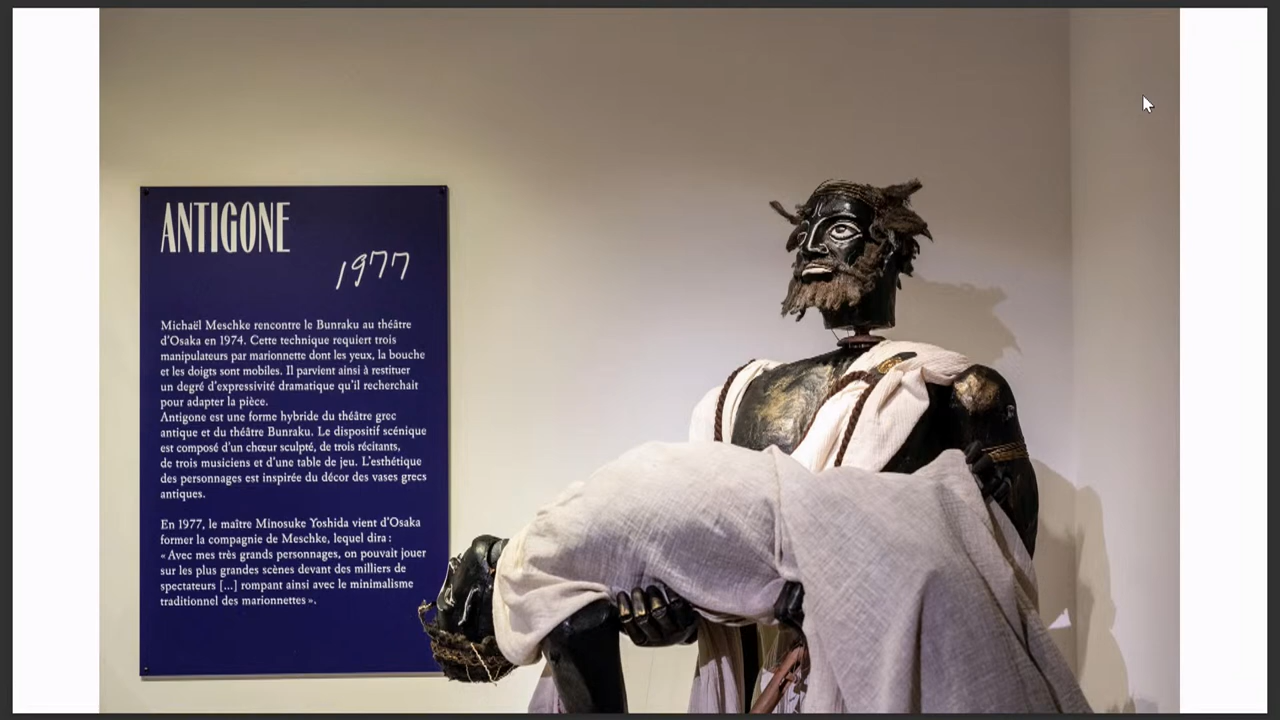 ANTIGONE
1977
Michaël Meschke rencontre le Bunraku au théâtre
d'Osaka en 1974. Cette technique requiert trois
manipulateurs par marionnette dont les yeux, la bouche
et les doigts sont mobiles. Il parvient ainsi à restituer
un degré d'expressivité dramatique qu'il recherchait
pour adapter la pièce.
Antigone est une forme hybride du théâtre grec
antique et du théâtre Bunraku. Le dispositif scénique
est composé d'un chœur sculpté, de trois récitants,
de trois musiciens et d'une table de jeu. L'esthétique
des personnages est inspirée du décor des vases grecs
antiques.
En 1977, le maître Minosuke Yoshida vient d'Osaka
former la compagnie de Meschke, lequel dira :
« Avec mes très grands personnages, on pouvait jouer
sur les plus grandes scènes devant des milliers de
spectateurs [...] rompant ainsi avec le minimalisme
traditionnel des marionnettes ».